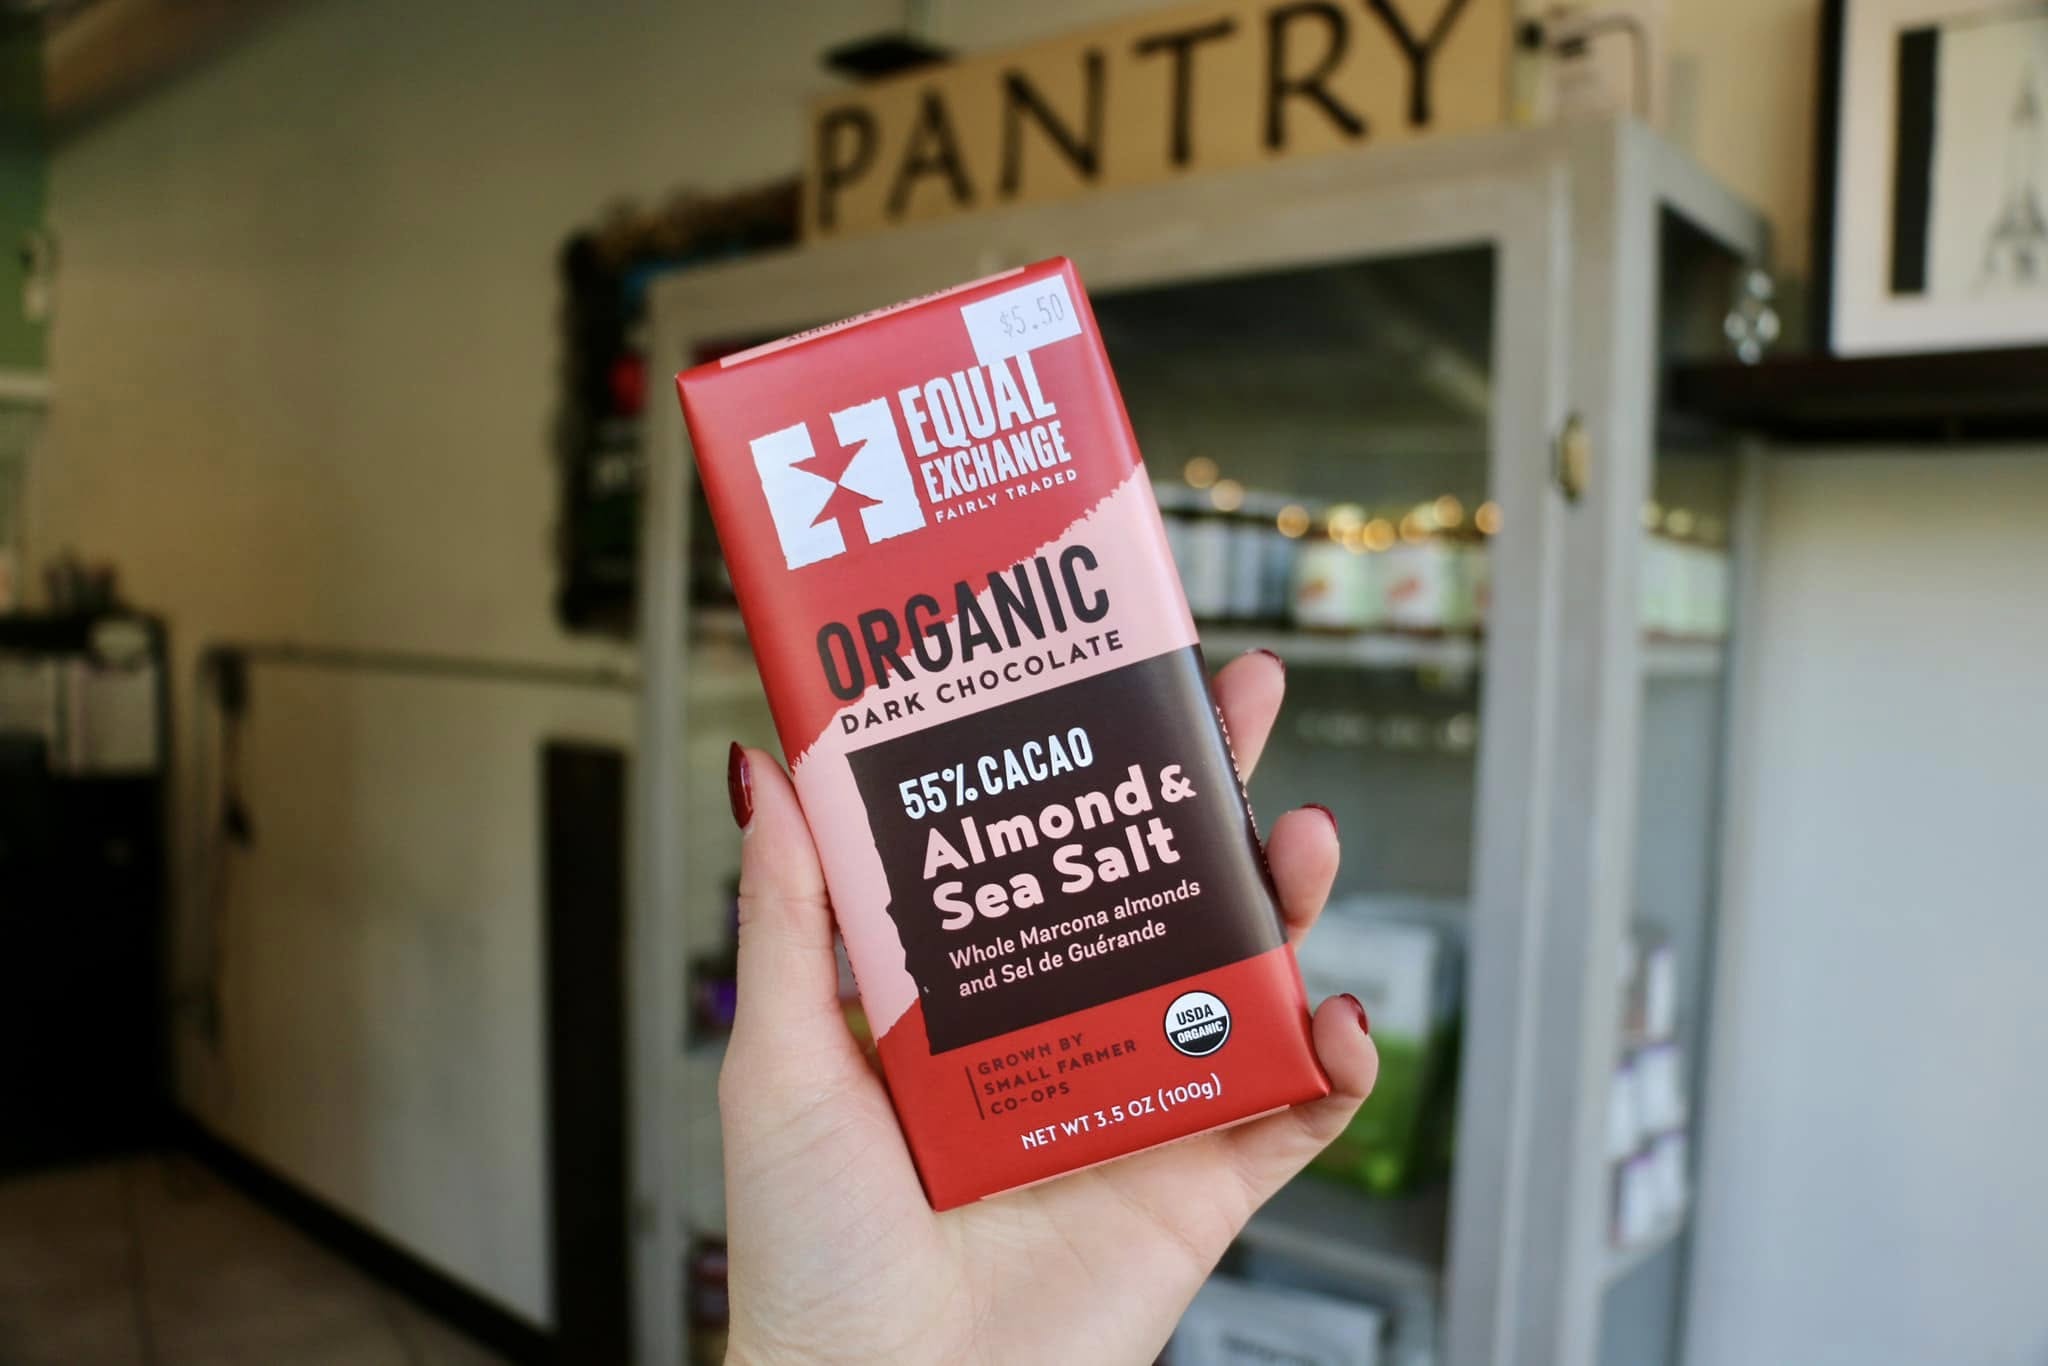 PANTRY
$5.50
EQUAL
EXCHANGE
FAIRLY TRADED
ORGANIC
DARK CHOCOLATE
55% CACAO
Almond &
Sea Salt
Whole Marcona almonds
and Sel de Guérande
USDA
ORGANIC
GROWN BY
SMALL FARMER
CO-OPS
NET WT 3.5 OZ (100g)